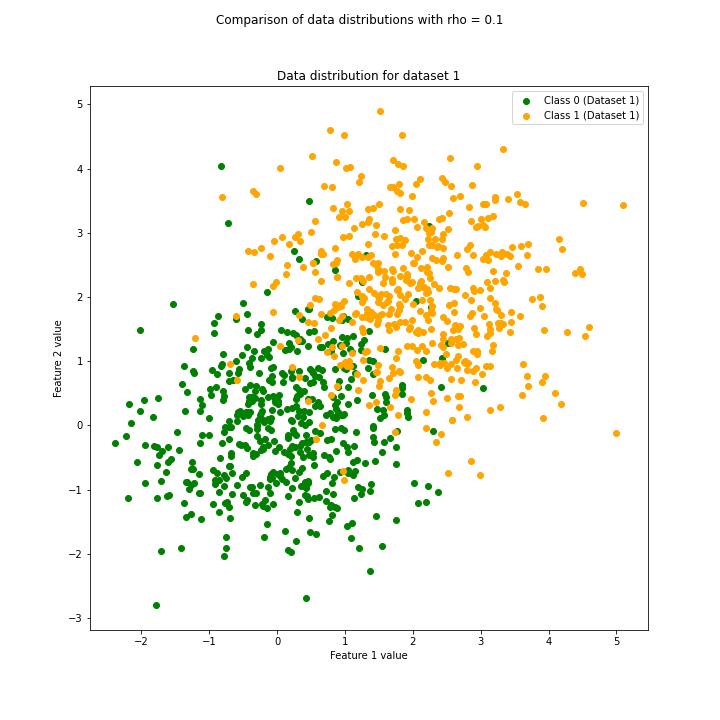 Comparison of data distributions with rho = 0.1
Data distribution for dataset 1
Class 0 (Dataset 1)
Class 1 (Dataset 1)
5
4
3
2
1
0
−1
−2
−3
Feature 2 value
−2 −1 0 1 2 3 4 5
Feature 1 value